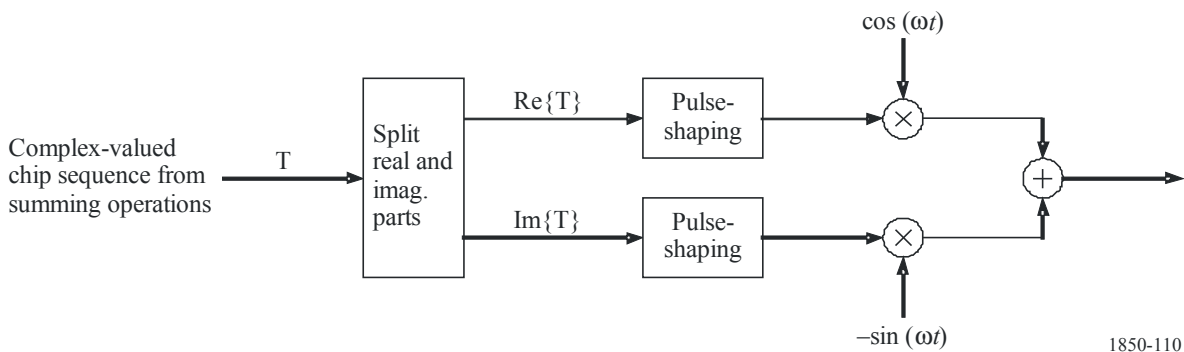 cos (ωt)
Re{T}
Pulse-
shaping
×
Complex-valued
chip sequence from
summing operations
T
Split
real and
imag.
parts
+
Im{T}
Pulse-
shaping
×
–sin (ωt)
1850-110